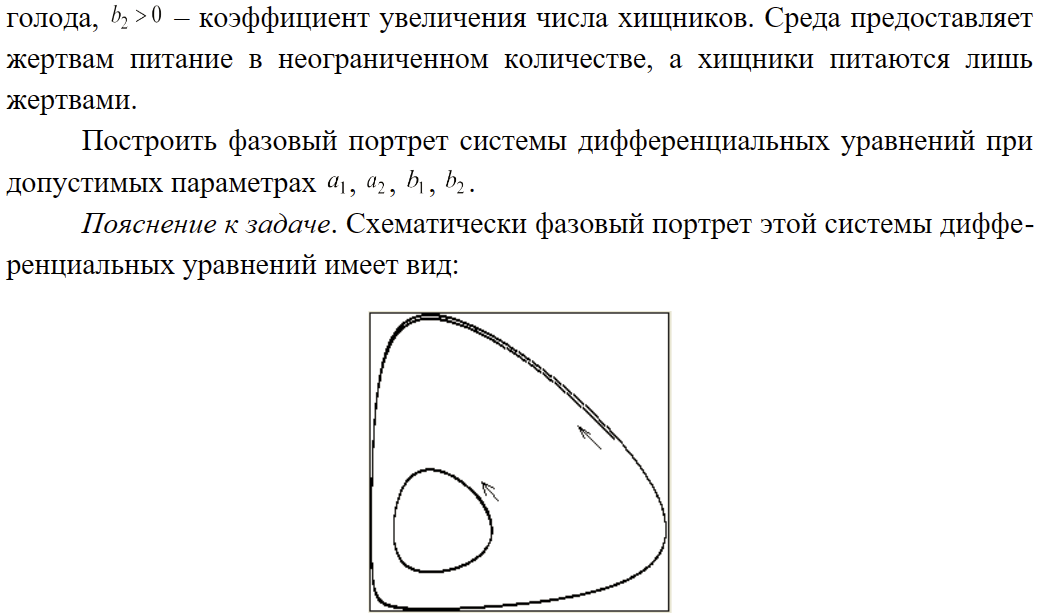 голода, b₂ > 0 – коэффициент увеличения числа хищников. Среда предоставляет
жертвам питание в неограниченном количестве, а хищники питаются лишь
жертвами.
Построить фазовый портрет системы дифференциальных уравнений при
допустимых параметрах a₁, a₂, b₁, b₂.
Пояснение к задаче. Схематически фазовый портрет этой системы диффе-
ренциальных уравнений имеет вид: